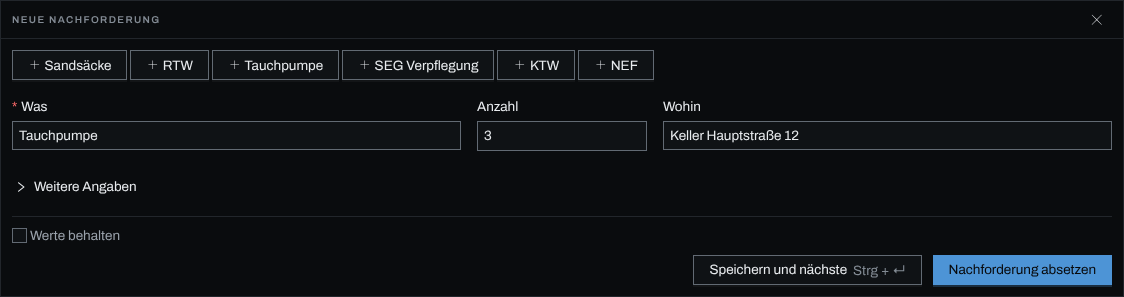 NEUE NACHFORDERUNG
+ Sandsäcke + RTW + Tauchpumpe + SEG Verpflegung + KTW + NEF
* Was Anzahl Wohin
Tauchpumpe 3 Keller Hauptstraße 12
Weitere Angaben
Werte behalten
Speichern und nächste Strg + ↵ Nachforderung absetzen